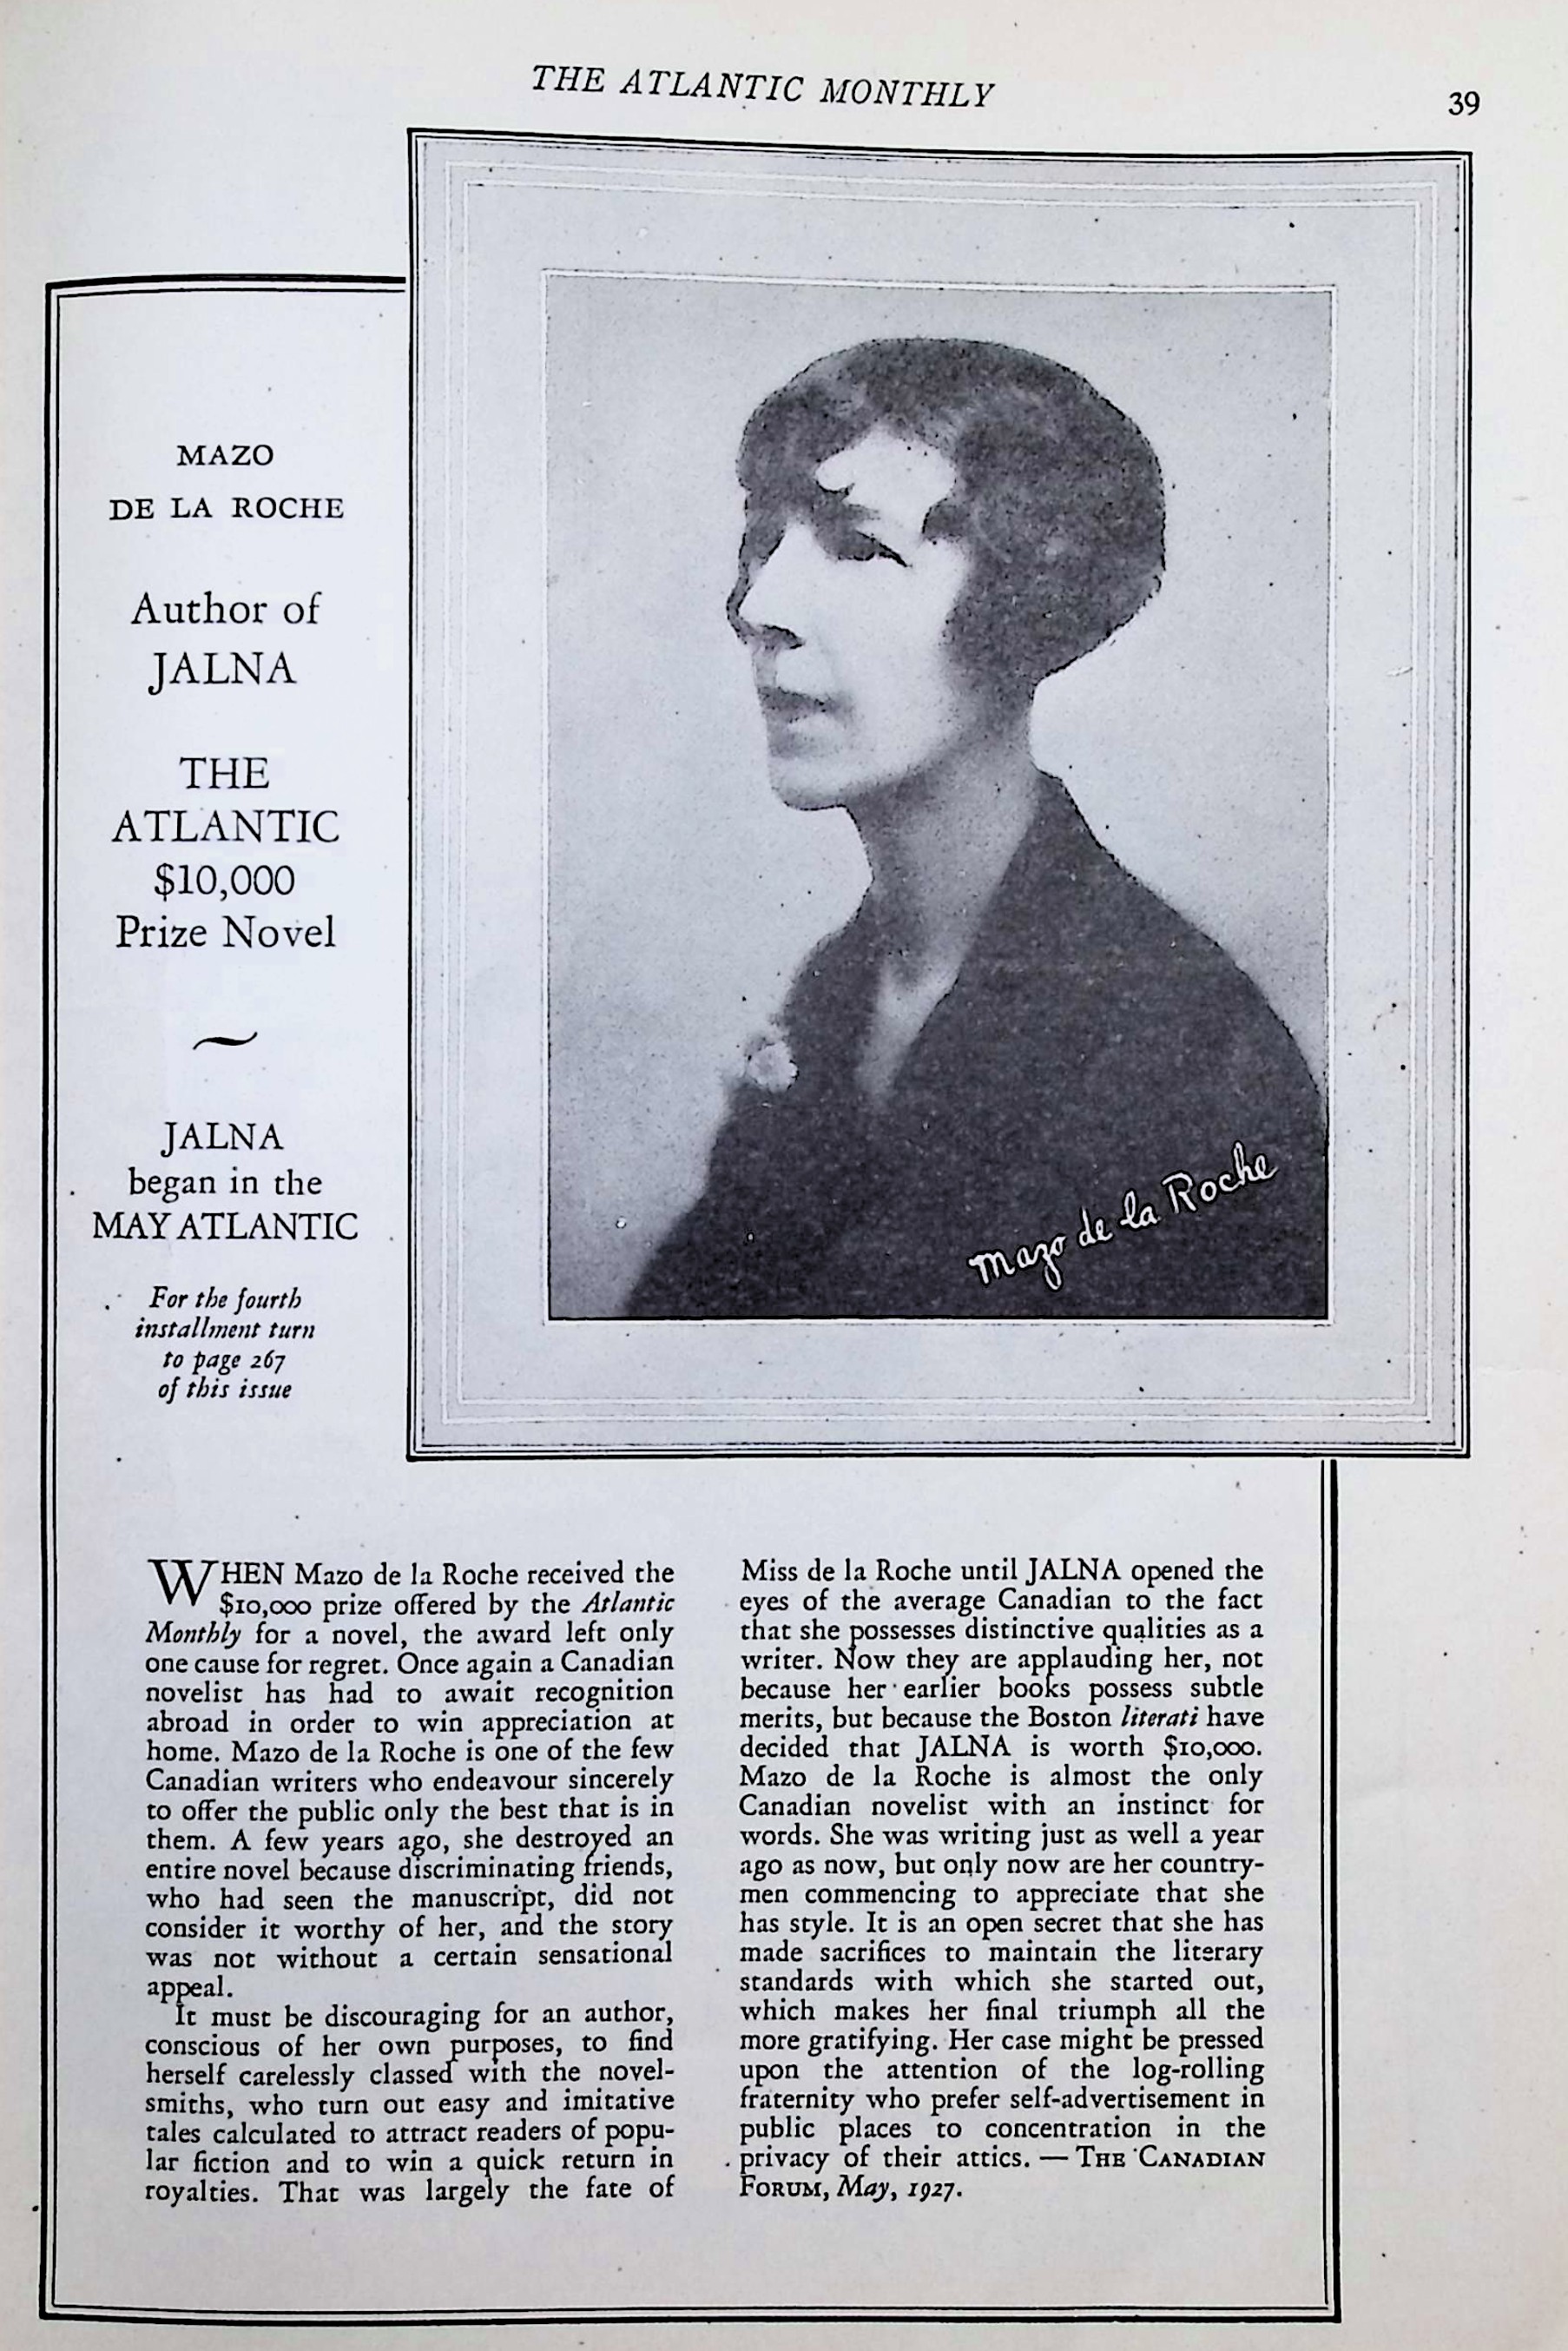 THE ATLANTIC MONTHLY
39
MAZO
DE LA ROCHE
Author of
JALNA
THE
ATLANTIC
$10,000
Prize Novel
~
JALNA
began in the
MAY ATLANTIC
For the fourth
installment turn
to page 267
of this issue
Mazo de la Roche
WHEN Mazo de la Roche received the
$10,000 prize offered by the Atlantic
Monthly for a novel, the award left only
one cause for regret. Once again a Canadian
novelist has had to await recognition
abroad in order to win appreciation at
home. Mazo de la Roche is one of the few
Canadian writers who endeavour sincerely
to offer the public only the best that is in
them. A few years ago, she destroyed an
entire novel because discriminating friends,
who had seen the manuscript, did not
consider it worthy of her, and the story
was not without a certain sensational
appeal.
It must be discouraging for an author,
conscious of her own purposes, to find
herself carelessly classed with the novel-
smiths, who turn out easy and imitative
tales calculated to attract readers of popu-
lar fiction and to win a quick return in
royalties. That was largely the fate of
Miss de la Roche until JALNA opened the
eyes of the average Canadian to the fact
that she possesses distinctive qualities as a
writer. Now they are applauding her, not
because her earlier books possess subtle
merits, but because the Boston literati have
decided that JALNA is worth $10,000.
Mazo de la Roche is almost the only
Canadian novelist with an instinct for
words. She was writing just as well a year
ago as now, but only now are her country-
men commencing to appreciate that she
has style. It is an open secret that she has
made sacrifices to maintain the literary
standards with which she started out,
which makes her final triumph all the
more gratifying. Her case might be pressed
upon the attention of the log-rolling
fraternity who prefer self-advertisement in
public places to concentration in the
privacy of their attics. — THE CANADIAN
FORUM, May, 1927.